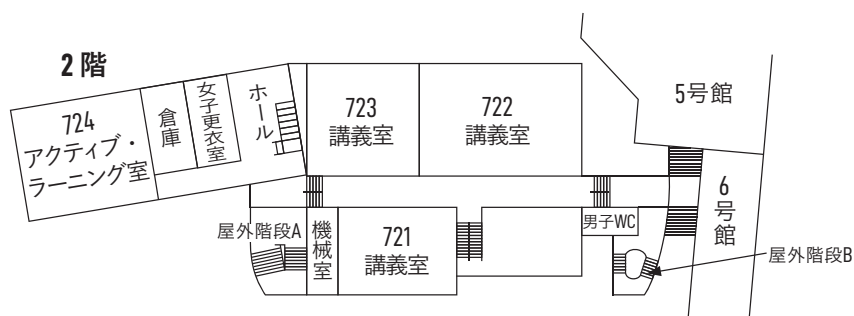 2 階
724
アクティブ・
ラーニング室
倉庫
女子更衣室
ホール
723
講義室
722
講義室
5号館
6号館
屋外階段A
機械室
721
講義室
男子WC
屋外階段B